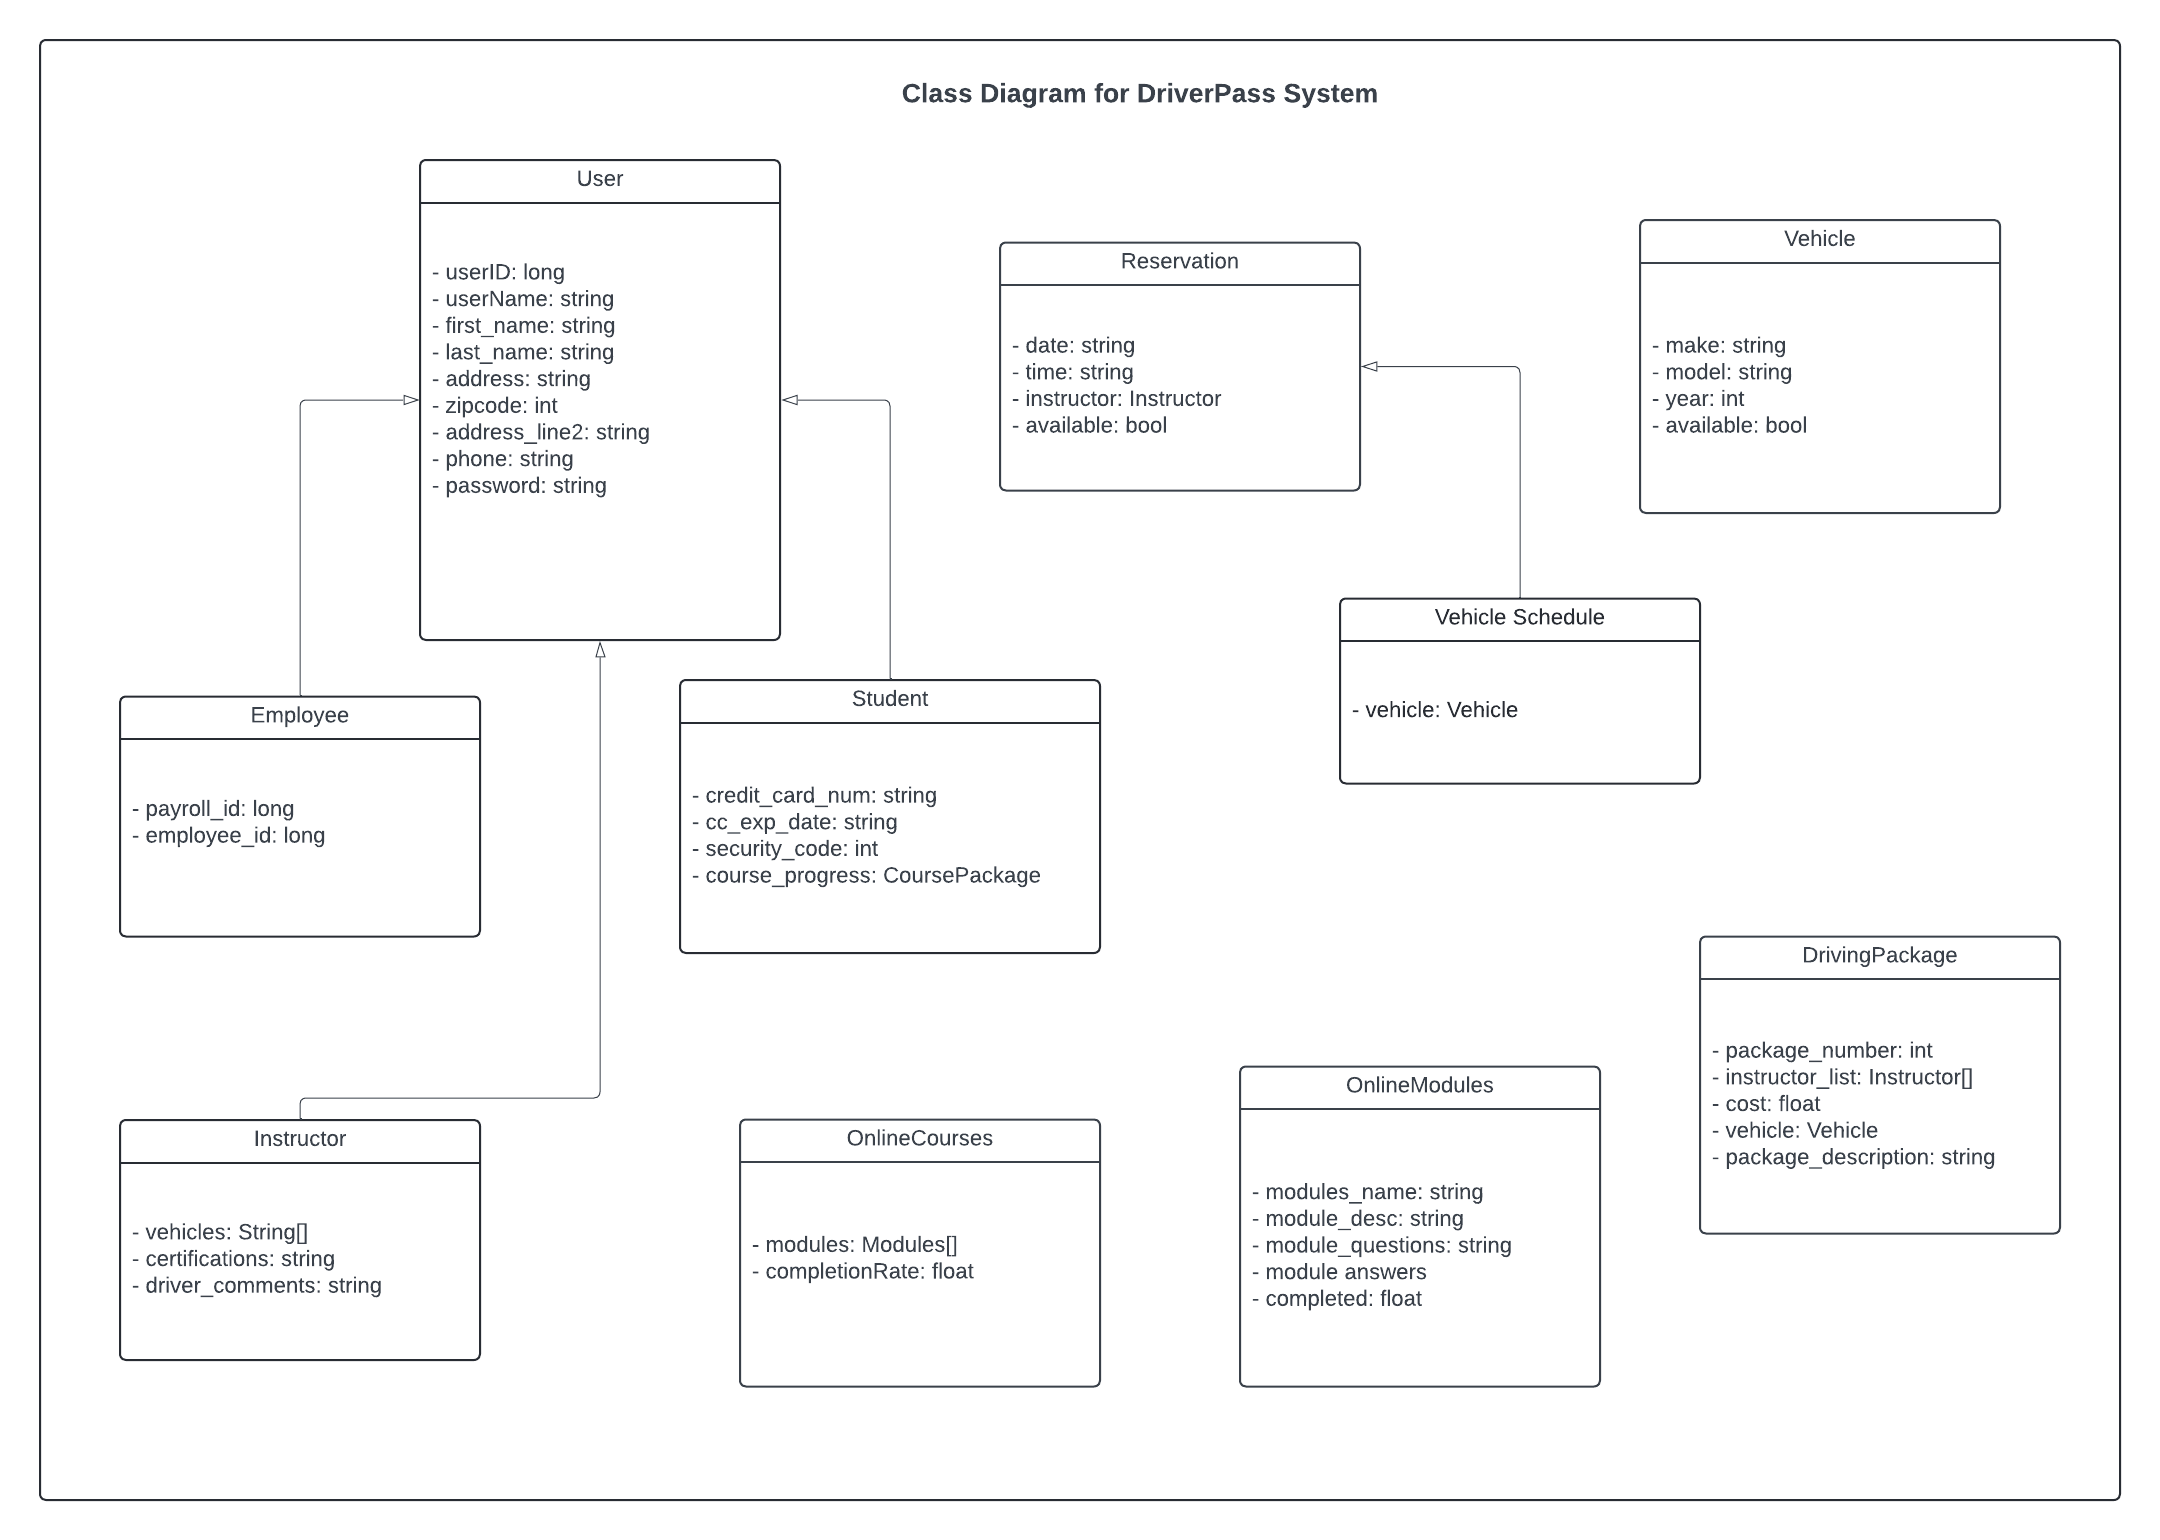 Class Diagram for DriverPass System
User
- userID: long
- userName: string
- first_name: string
- last_name: string
- address: string
- zipcode: int
- address_line2: string
- phone: string
- password: string
Reservation
- date: string
- time: string
- instructor: Instructor
- available: bool
Vehicle
- make: string
- model: string
- year: int
- available: bool
Vehicle Schedule
- vehicle: Vehicle
Employee
- payroll_id: long
- employee_id: long
Student
- credit_card_num: string
- cc_exp_date: string
- security_code: int
- course_progress: CoursePackage
DrivingPackage
- package_number: int
- instructor_list: Instructor[]
- cost: float
- vehicle: Vehicle
- package_description: string
Instructor
- vehicles: String[]
- certifications: string
- driver_comments: string
OnlineCourses
- modules: Modules[]
- completionRate: float
OnlineModules
- modules_name: string
- module_desc: string
- module_questions: string
- module answers
- completed: float